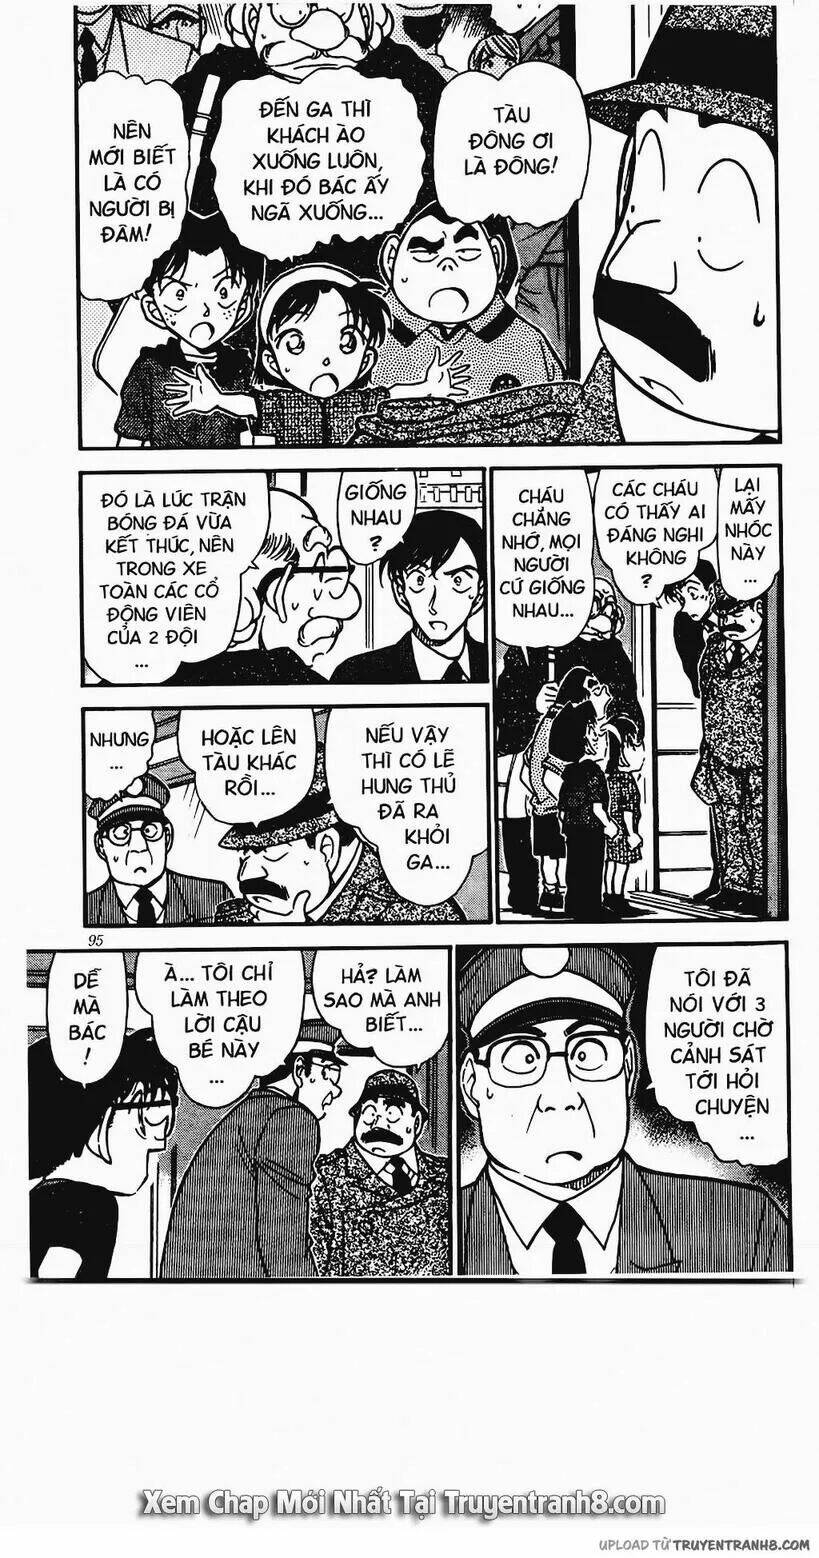 TÀU
ĐÔNG ƠI
LÀ ĐÔNG!
ĐẾN GA THÌ
KHÁCH ÀO
XUỐNG LUÔN,
KHI ĐÓ BÁC ẤY
NGÃ XUỐNG...
NÊN
MỚI BIẾT
LÀ CÓ
NGƯỜI BỊ
ĐÂM!
LẠI
MẤY
NHÓC
NÀY...
CÁC CHÁU
CÓ THẤY AI
ĐÁNG NGHI
KHÔNG
?
CHÁU
CHẲNG
NHỚ, MỌI
NGƯỜI
CỨ GIỐNG
NHAU...
GIỐNG
NHAU
?
ĐÓ LÀ LÚC TRẬN
BÓNG ĐÁ VỪA
KẾT THÚC, NÊN
TRONG XE
TOÀN CÁC CỔ
ĐỘNG VIÊN
CỦA 2 ĐỘI
...
NẾU VẬY
THÌ CÓ LẼ
HUNG THỦ
ĐÃ RA
KHỎI
GA...
HOẶC LÊN
TÀU KHÁC
RỒI...
NHƯNG
...
95
TÔI ĐÃ
NÓI VỚI 3
NGƯỜI CHỜ
CẢNH SÁT
TỚI HỎI
CHUYỆN
...
HẢ? LÀM
SAO MÀ ANH
BIẾT...
À... TÔI CHỈ
LÀM THEO
LỜI CẬU
BÉ NÀY
...
DỄ
MÀ
BÁC
!
Xem Chap Mới Nhất Tại Truyentranh8.com
UPLOAD TỪ TRUYENTRANH8.COM